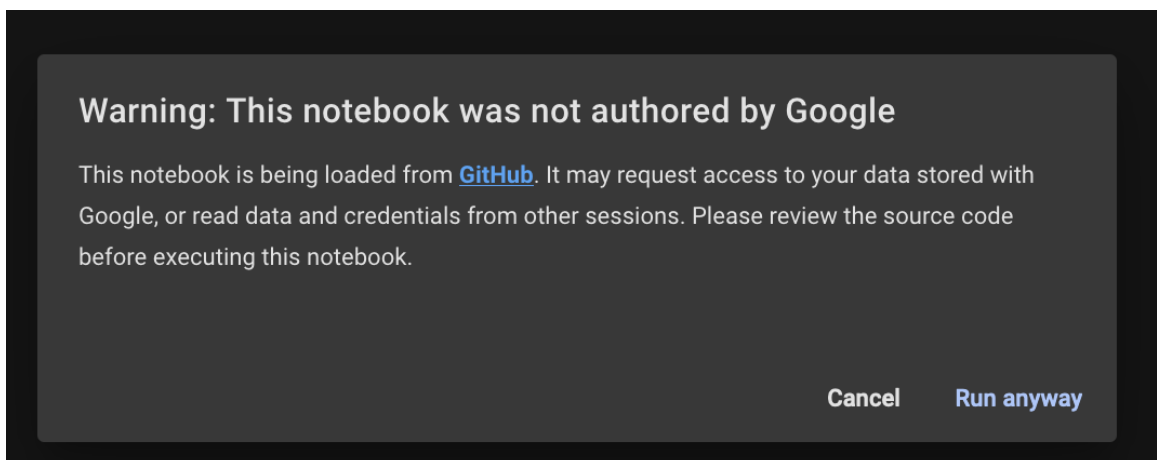 Warning: This notebook was not authored by Google
This notebook is being loaded from GitHub. It may request access to your data stored with
Google, or read data and credentials from other sessions. Please review the source code
before executing this notebook.
Cancel Run anyway